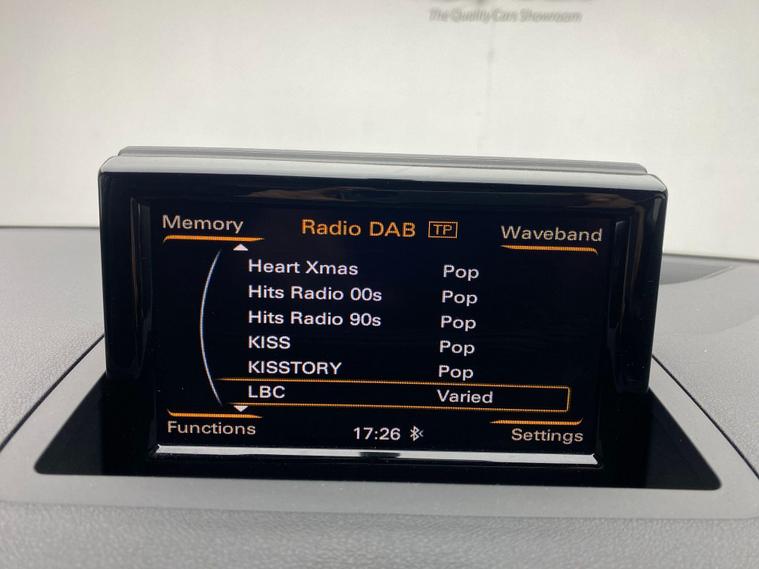 The Quality Cars Showroom
Memory Radio DAB TP Waveband
Heart Xmas Pop
Hits Radio 00s Pop
Hits Radio 90s Pop
KISS Pop
KISSTORY Pop
LBC Varied
Functions 17:26 Settings